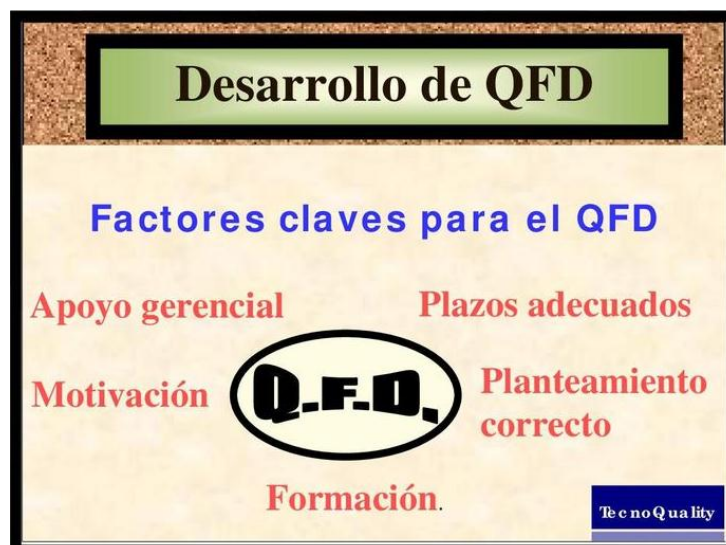 Desarrollo de QFD
Factores claves para el QFD
Apoyo gerencial
Plazos adecuados
Motivación
Q.F.D.
Planteamiento
correcto
Formación.
TecnoQuality